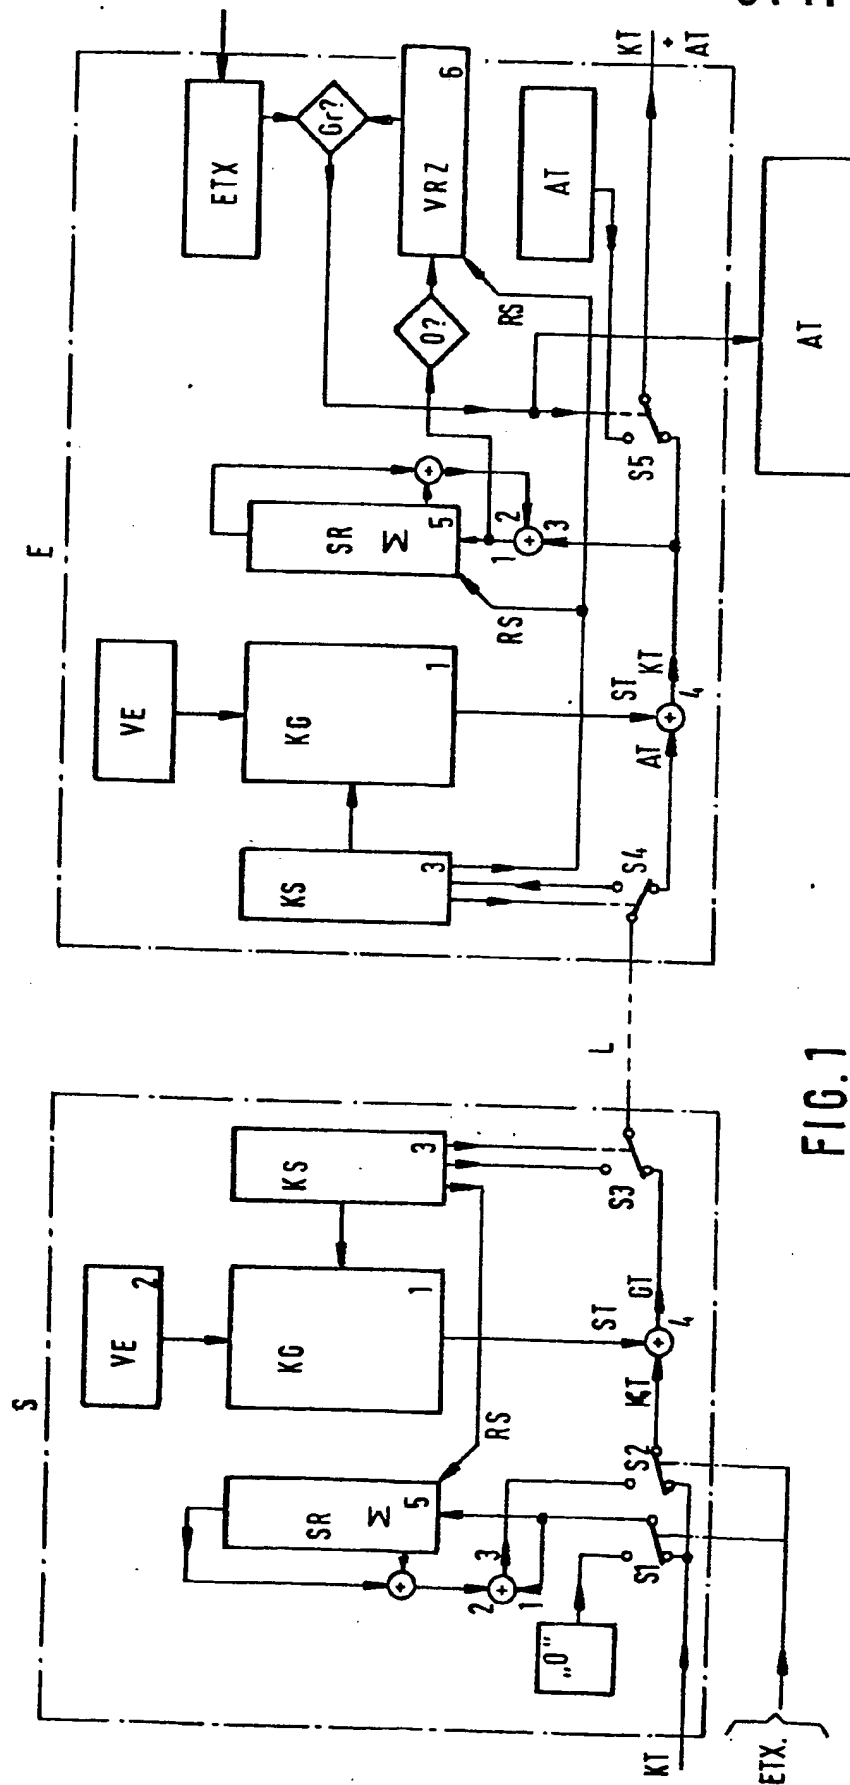 E
ETX
Gr?
VRZ
6
AT
KT
+
AT
0?
RS
SR
Σ
5
+
1
+
2
3
S5
AT
VE
KG
1
RS
ST
KT
AT
+
4
KS
3
S4
L
S
KS
3
S3
VE
2
KG
1
ST
GT
+
4
KT
RS
SR
Σ
5
+
2
+
3
1
S2
S1
„0"
KT
ETX.
FIG.1